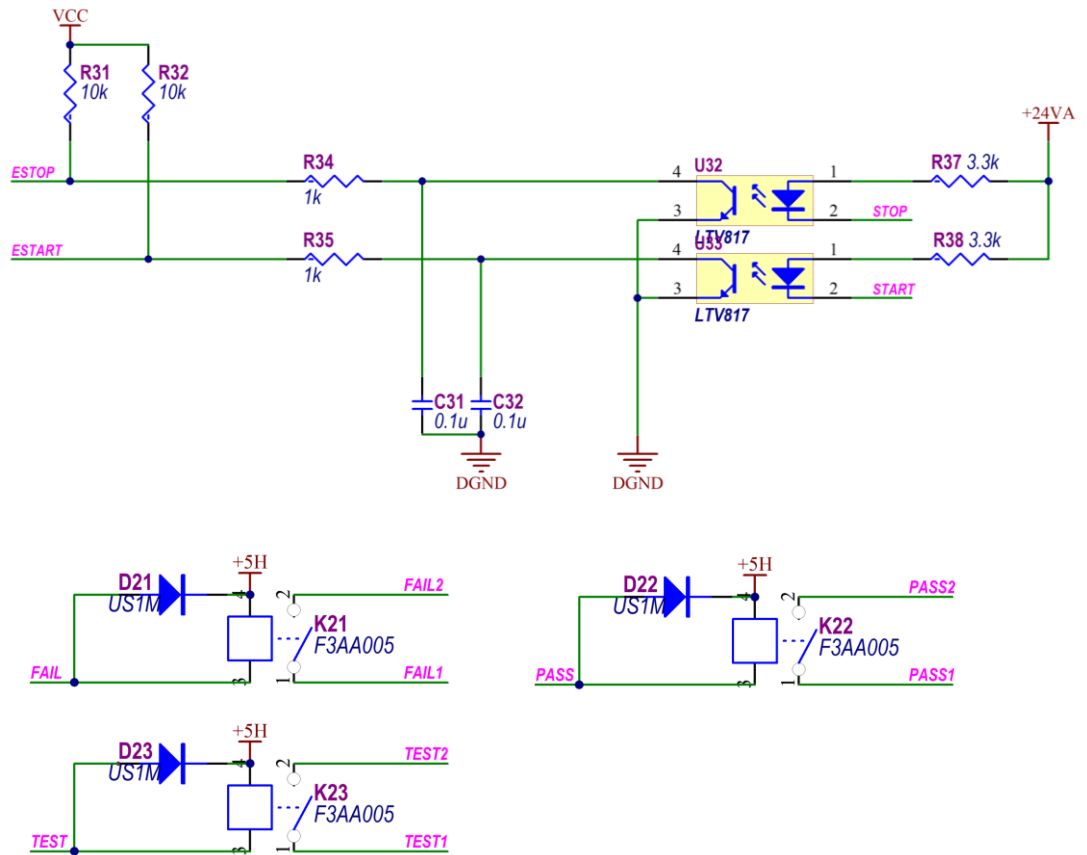 VCC
R31
10k
R32
10k
+24VA
ESTOP
R34
1k
4
U32
1
R37 3.3k
3
2
STOP
LTV817
ESTART
R35
1k
4
U33
1
R38 3.3k
3
2
START
LTV817
C31
0.1u
C32
0.1u
DGND
DGND
+5H
D21
US1M
4
2
FAIL2
K21
F3AA005
FAIL
3
1
FAIL1
+5H
D22
US1M
4
2
PASS2
K22
F3AA005
PASS
3
1
PASS1
+5H
D23
US1M
4
2
TEST2
K23
F3AA005
TEST
3
1
TEST1